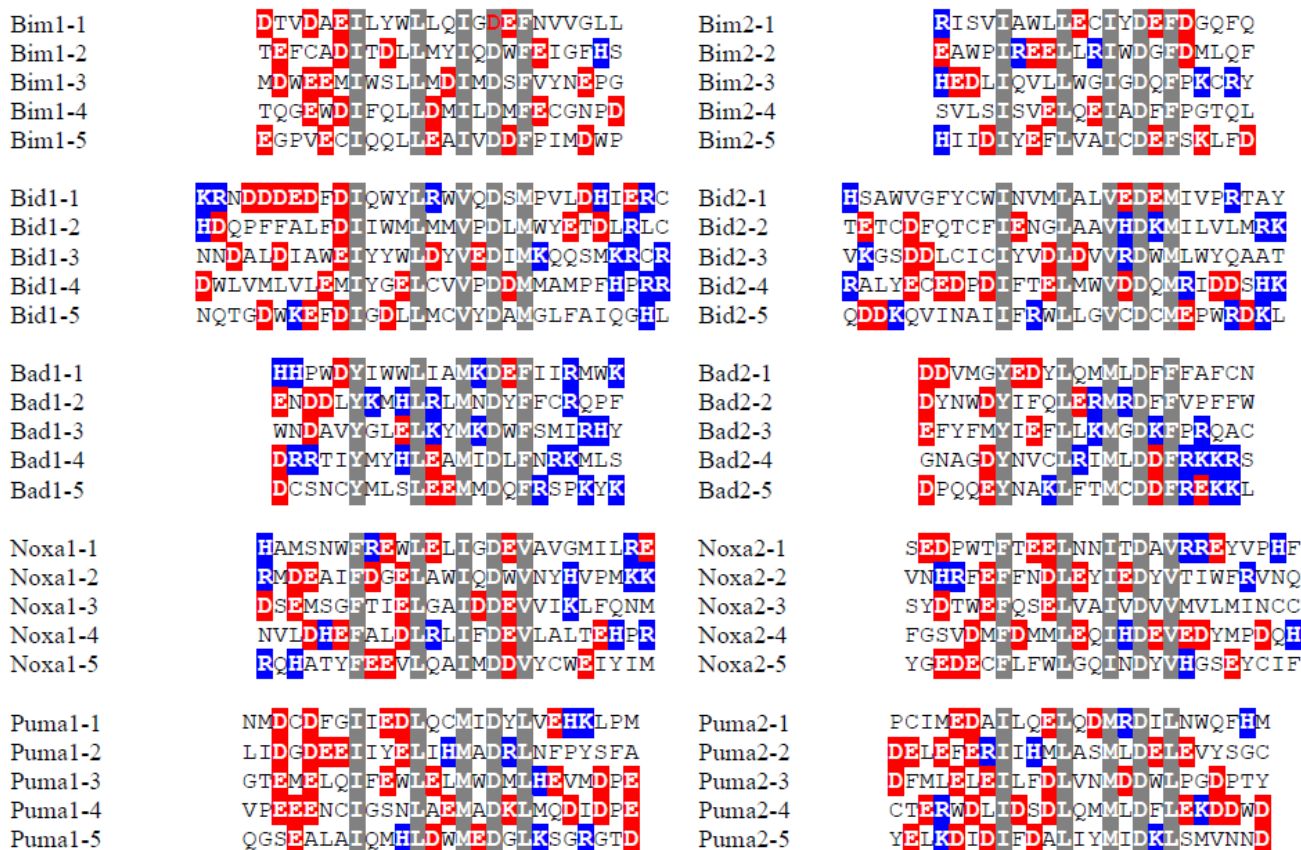 Bim1-1 DTVDAEILYWLLQIGDEFNVVGLL Bim2-1 RISVIAWLLECIYDEFDGQFQ
Bim1-2 TEFCADITDLLMYIQDWFEIGFHS Bim2-2 EAWPIREELLRIWDGFDMLQF
Bim1-3 MDWEEMIWSLLMDIMDSFVYNEPG Bim2-3 HEDLIQVLLWGIGDQFPKCRY
Bim1-4 TQGEWDIFQLLDMILDMFECGNPD Bim2-4 SVLSISVELQEIADFFPGTQL
Bim1-5 EGPVECIQQLLEAIVDDFPIMDWP Bim2-5 HIIDIYEFLVAICDEFSKLFD
Bid1-1 KRNDDDEDFDIQWYLRWVQDSMPVLDHIERC Bid2-1 HSAWVGFYCWINVMLALVEDEMIVPRTAY
Bid1-2 HDQPFFALFDIIWMLMMVPDLMWYETDLRLC Bid2-2 TETCDFQTCFIENGLAAVHDKMILVLMRK
Bid1-3 NNDALDIAWEIYYWLDYVEDIMKQQSMKRCR Bid2-3 VKGSDDLCICIYVDLDVVRDWMLWYQAAT
Bid1-4 DWLVMLVLEMIYGELCVVPDDMMAMPFHPRR Bid2-4 RALYECEDPDIFTELMWVDDQMRIDDSHK
Bid1-5 NQTGDWKEFDIGDLLMCVYDAMGLFAIQGHL Bid2-5 QDDKQVINAIIFRWLLGVCDCMEPWRDKL
Bad1-1 HHPWDYIWWLIAMKDEFIIRMWK Bad2-1 DDVMGYEDYLQMMLDFFFAFCN
Bad1-2 ENDDLYKMHLRLMNDYFFCRQPF Bad2-2 DYNWDYIFQLERMRDFFVPFFW
Bad1-3 WNDAVYGLELKYMKDWFSMIRHY Bad2-3 EFYFMYIEFLLKMGDKFPRQAC
Bad1-4 DRRTIYMYHLEAMIDLFNRKMLS Bad2-4 GNAGDYNVCLRIMLDDFRKKRS
Bad1-5 DCSNCYMLSLEEMMDQFRSPKYK Bad2-5 DPQQEYNAKLFTMCDDFREKKL
Noxa1-1 HAMSNWFREWLELIGDEVAVGMILRE Noxa2-1 SEDPWTFTEELNNITDAVRREYVPHF
Noxa1-2 RMDEAIFDGELAWIQDWVNYHVPMKK Noxa2-2 VNHRFEFFNDLEYIEDYVTIWFRVNQ
Noxa1-3 DSEMSGFTIELGAIDDEVVIKLFQNM Noxa2-3 SYDTWEFQSELVAIVDVVMVLMINCC
Noxa1-4 NVLDHEFALDLRLIFDEVLALTEHPR Noxa2-4 FGSVDMFDMMLEQIHDEVEDYMPDQH
Noxa1-5 RQHATYFEEVLQAIMDDVYCWEIYIM Noxa2-5 YGEDECFLFWLGQINDYVHGSEYCIF
Puma1-1 NMDCDFGIIEDLQCMIDYLVEHKLPM Puma2-1 PCIMEDAILQELQDMRDILNWQFHM
Puma1-2 LIDGDEEIIYELIHMADRLNFPYSFA Puma2-2 DELEFERIIHMLASMLDELEVYSGC
Puma1-3 GTEMELQIFEWLELMWDMLHEVMDPE Puma2-3 DFMLELEILFDLVNMDDWLPGDPTY
Puma1-4 VPEEENCIGSNLAEMADKLMQDIDPE Puma2-4 CTERWDLIDSDLQMMLDFLEKDDWD
Puma1-5 QGSEALAIQMHLDWMEDGLKSGRGTD Puma2-5 YELKDIDIFDALIYMIDKLSMVNND